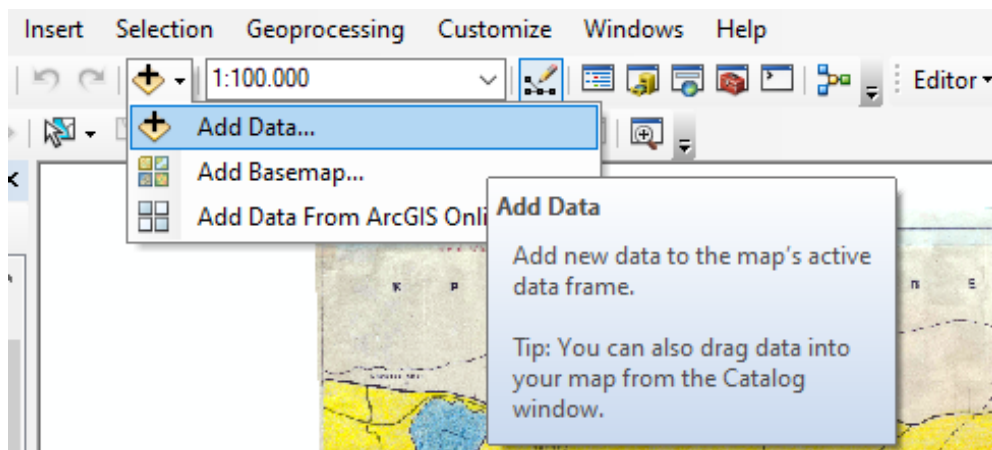 Insert Selection Geoprocessing Customize Windows Help
1:100.000 Editor
Add Data...
Add Basemap...
Add Data From ArcGIS Onli
Add Data
Add new data to the map's active
data frame.
Tip: You can also drag data into
your map from the Catalog
window.
K P n E